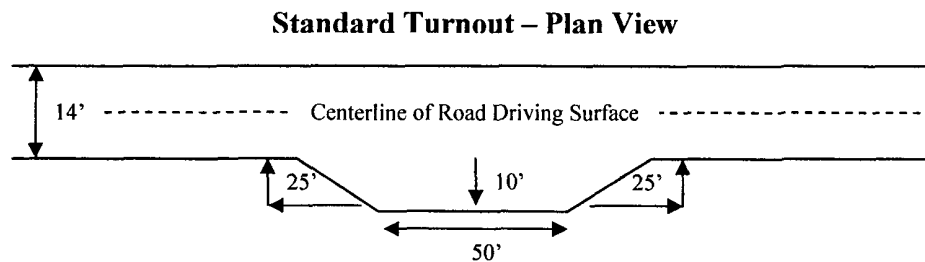 Standard Turnout – Plan View
14’
Centerline of Road Driving Surface
25’
10’
25’
50’